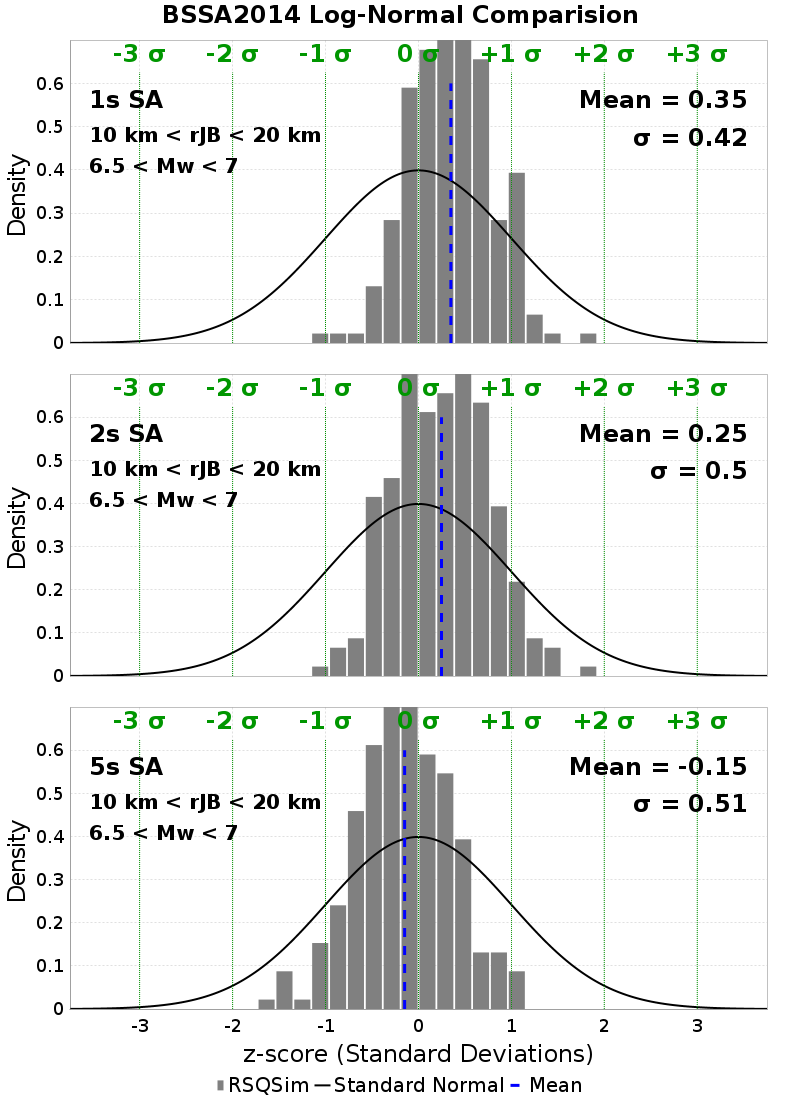 BSSA2014 Log-Normal Comparision
-3 σ -2 σ -1 σ 0 σ +1 σ +2 σ +3 σ
0.6
1s SA Mean = 0.35
0.5
10 km < rJB < 20 km σ = 0.42
6.5 < Mw < 7
0.4
0.3
0.2
0.1
0
Density
-3 σ -2 σ -1 σ 0 σ +1 σ +2 σ +3 σ
0.6
2s SA Mean = 0.25
0.5
10 km < rJB < 20 km σ = 0.5
6.5 < Mw < 7
0.4
0.3
0.2
0.1
0
Density
-3 σ -2 σ -1 σ 0 σ +1 σ +2 σ +3 σ
0.6
5s SA Mean = -0.15
0.5
10 km < rJB < 20 km σ = 0.51
6.5 < Mw < 7
0.4
0.3
0.2
0.1
0
Density
-3 -2 -1 0 1 2 3
z-score (Standard Deviations)
RSQSim Standard Normal Mean